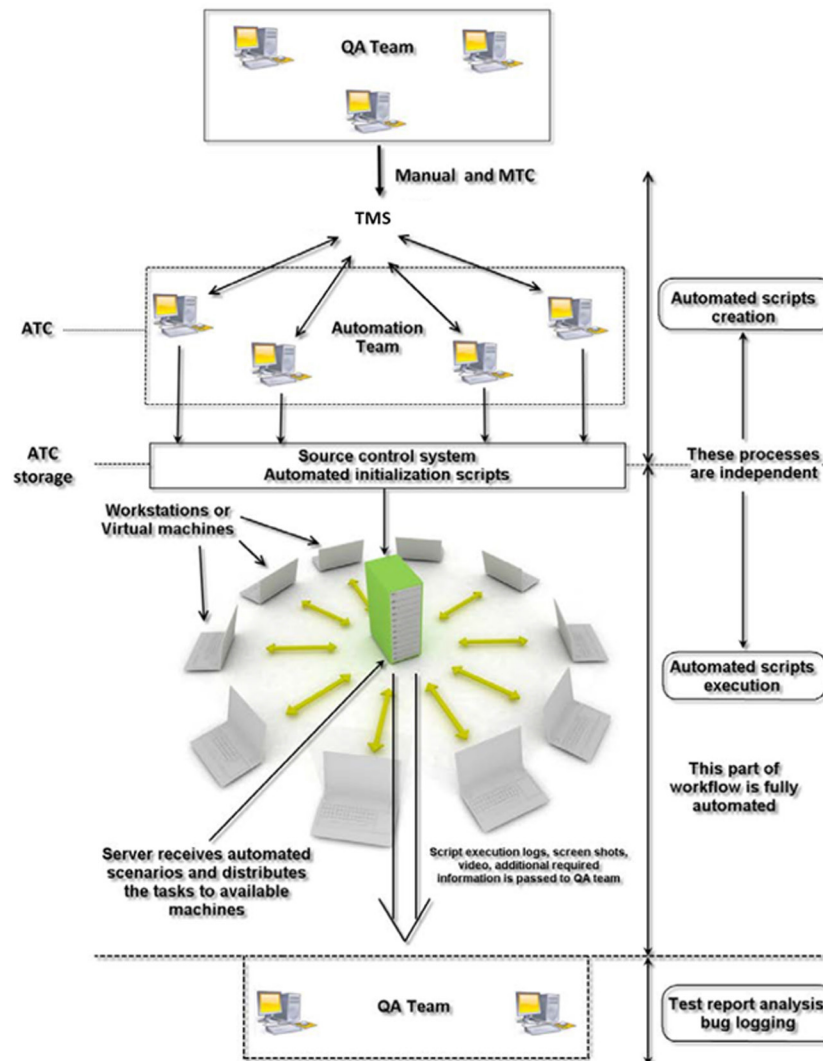 QA Team
Manual and MTC
TMS
Automated scripts
creation
ATC
Automation
Team
ATC
storage
Source control system
Automated initialization scripts
These processes
are independent
Workstations or
Virtual machines
Automated scripts
execution
This part of
workflow is fully
automated
Server receives automated
scenarios and distributes
the tasks to available
machines
Script execution logs, screen shots,
video, additional required
information is passed to QA team
QA Team
Test report analysis
bug logging